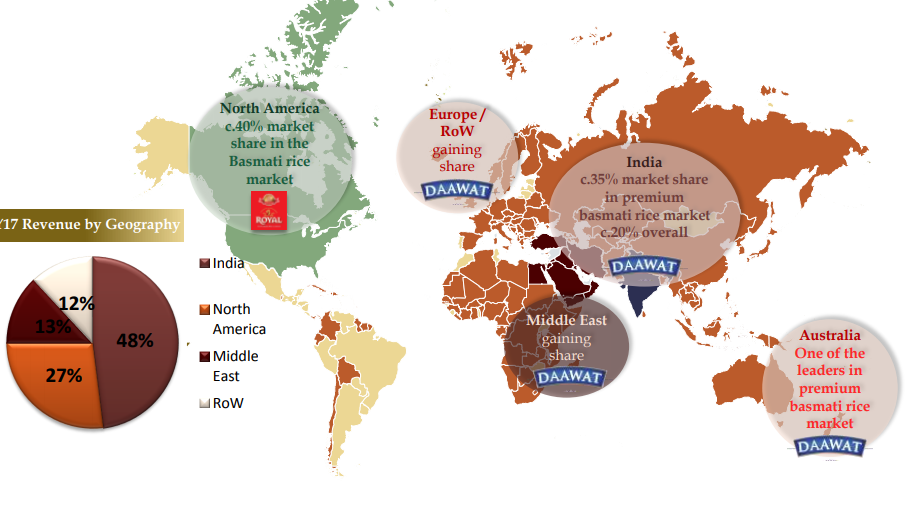 North America
c.40% market
share in the
Basmati rice
market
ROYAL
Europe /
RoW
gaining
share
DAAWAT
India
c.35% market share
in premium
basmati rice market
c.20% overall
DAAWAT
Y17 Revenue by Geography
48%
27%
13%
12%
India
North
America
Middle
East
RoW
Middle East
gaining
share
DAAWAT
Australia
One of the
leaders in
premium
basmati rice
market
DAAWAT